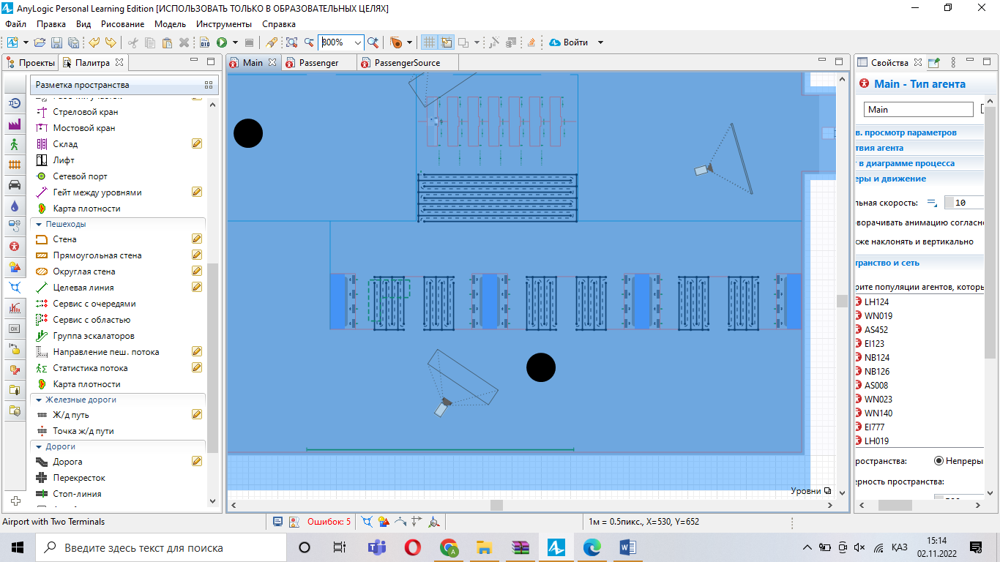 AnyLogic Personal Learning Edition [ИСПОЛЬЗОВАТЬ ТОЛЬКО В ОБРАЗОВАТЕЛЬНЫХ ЦЕЛЯХ]
Файл Правка Вид Рисование Модель Инструменты Справка
800% Войти
Проекты Палитра Main Passenger PassengerSource Свойства
Разметка пространства
Стреловой кран
Мостовой кран
Склад
Лифт
Сетевой порт
Гейт между уровнями
Карта плотности
Пешеходы
Стена
Прямоугольная стена
Округлая стена
Целевая линия
Сервис с очередями
Сервис с областью
Группа эскалаторов
Направление пеш. потока
Статистика потока
Карта плотности
Железные дороги
Ж/д путь
Точка ж/д пути
Дороги
Дорога
Перекресток
Стоп-линия
Уровни
Main - Тип агента
Main
в. просмотр параметров
твия агента
т в диаграмме процесса
еры и движение
льная скорость: 10
оворачивать анимацию согласно
кже наклонять и вертикально
транство и сеть
рите популяции агентов, которы
LH124
WN019
AS452
EI123
NB124
NB126
AS008
WN023
WN140
EI777
LH019
ространства: Непреры
ерность пространства:
Airport with Two Terminals Ошибок: 5 1м = 0.5пикс., X=530, Y=652
Введите здесь текст для поиска
ҚАЗ
15:14
02.11.2022